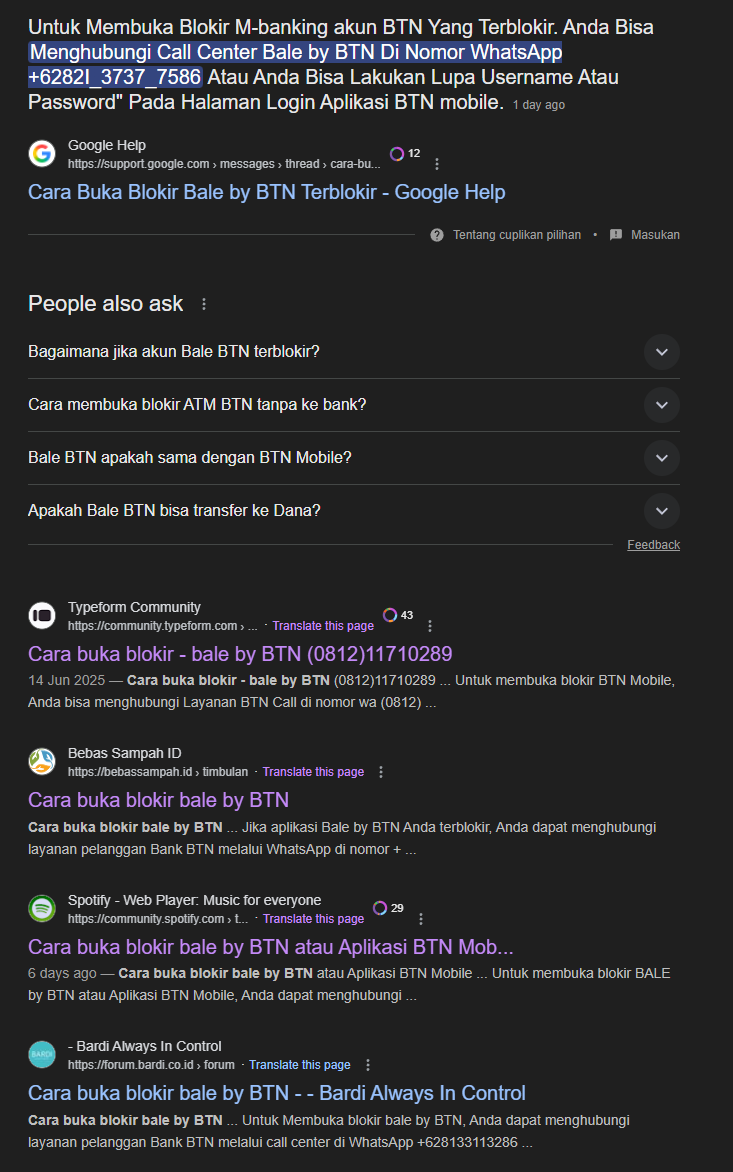 Untuk Membuka Blokir M-banking akun BTN Yang Terblokir. Anda Bisa
Menghubungi Call Center Bale by BTN Di Nomor WhatsApp
+6282I_3737_7586 Atau Anda Bisa Lakukan Lupa Username Atau
Password" Pada Halaman Login Aplikasi BTN mobile. 1 day ago
Google Help
https://support.google.com › messages › thread › cara-bu...
12
Cara Buka Blokir Bale by BTN Terblokir - Google Help
Tentang cuplikan pilihan • Masukan
People also ask
Bagaimana jika akun Bale BTN terblokir?
Cara membuka blokir ATM BTN tanpa ke bank?
Bale BTN apakah sama dengan BTN Mobile?
Apakah Bale BTN bisa transfer ke Dana?
Feedback
Typeform Community
https://community.typeform.com › ... · Translate this page
43
Cara buka blokir - bale by BTN (0812)11710289
14 Jun 2025 — Cara buka blokir - bale by BTN (0812)11710289 ... Untuk membuka blokir BTN Mobile,
Anda bisa menghubungi Layanan BTN Call di nomor wa (0812) ...
Bebas Sampah ID
https://bebassampah.id › timbulan · Translate this page
Cara buka blokir bale by BTN
Cara buka blokir bale by BTN ... Jika aplikasi Bale by BTN Anda terblokir, Anda dapat menghubungi
layanan pelanggan Bank BTN melalui WhatsApp di nomor + ...
Spotify - Web Player: Music for everyone
https://community.spotify.com › t... · Translate this page
29
Cara buka blokir bale by BTN atau Aplikasi BTN Mob...
6 days ago — Cara buka blokir bale by BTN atau Aplikasi BTN Mobile ... Untuk membuka blokir BALE
by BTN atau Aplikasi BTN Mobile, Anda dapat menghubungi ...
BARDI
- Bardi Always In Control
https://forum.bardi.co.id › forum · Translate this page
Cara buka blokir bale by BTN - - Bardi Always In Control
Cara buka blokir bale by BTN ... Untuk Membuka blokir bale by BTN, Anda dapat menghubungi
layanan pelanggan Bank BTN melalui call center di WhatsApp +628133113286 ...